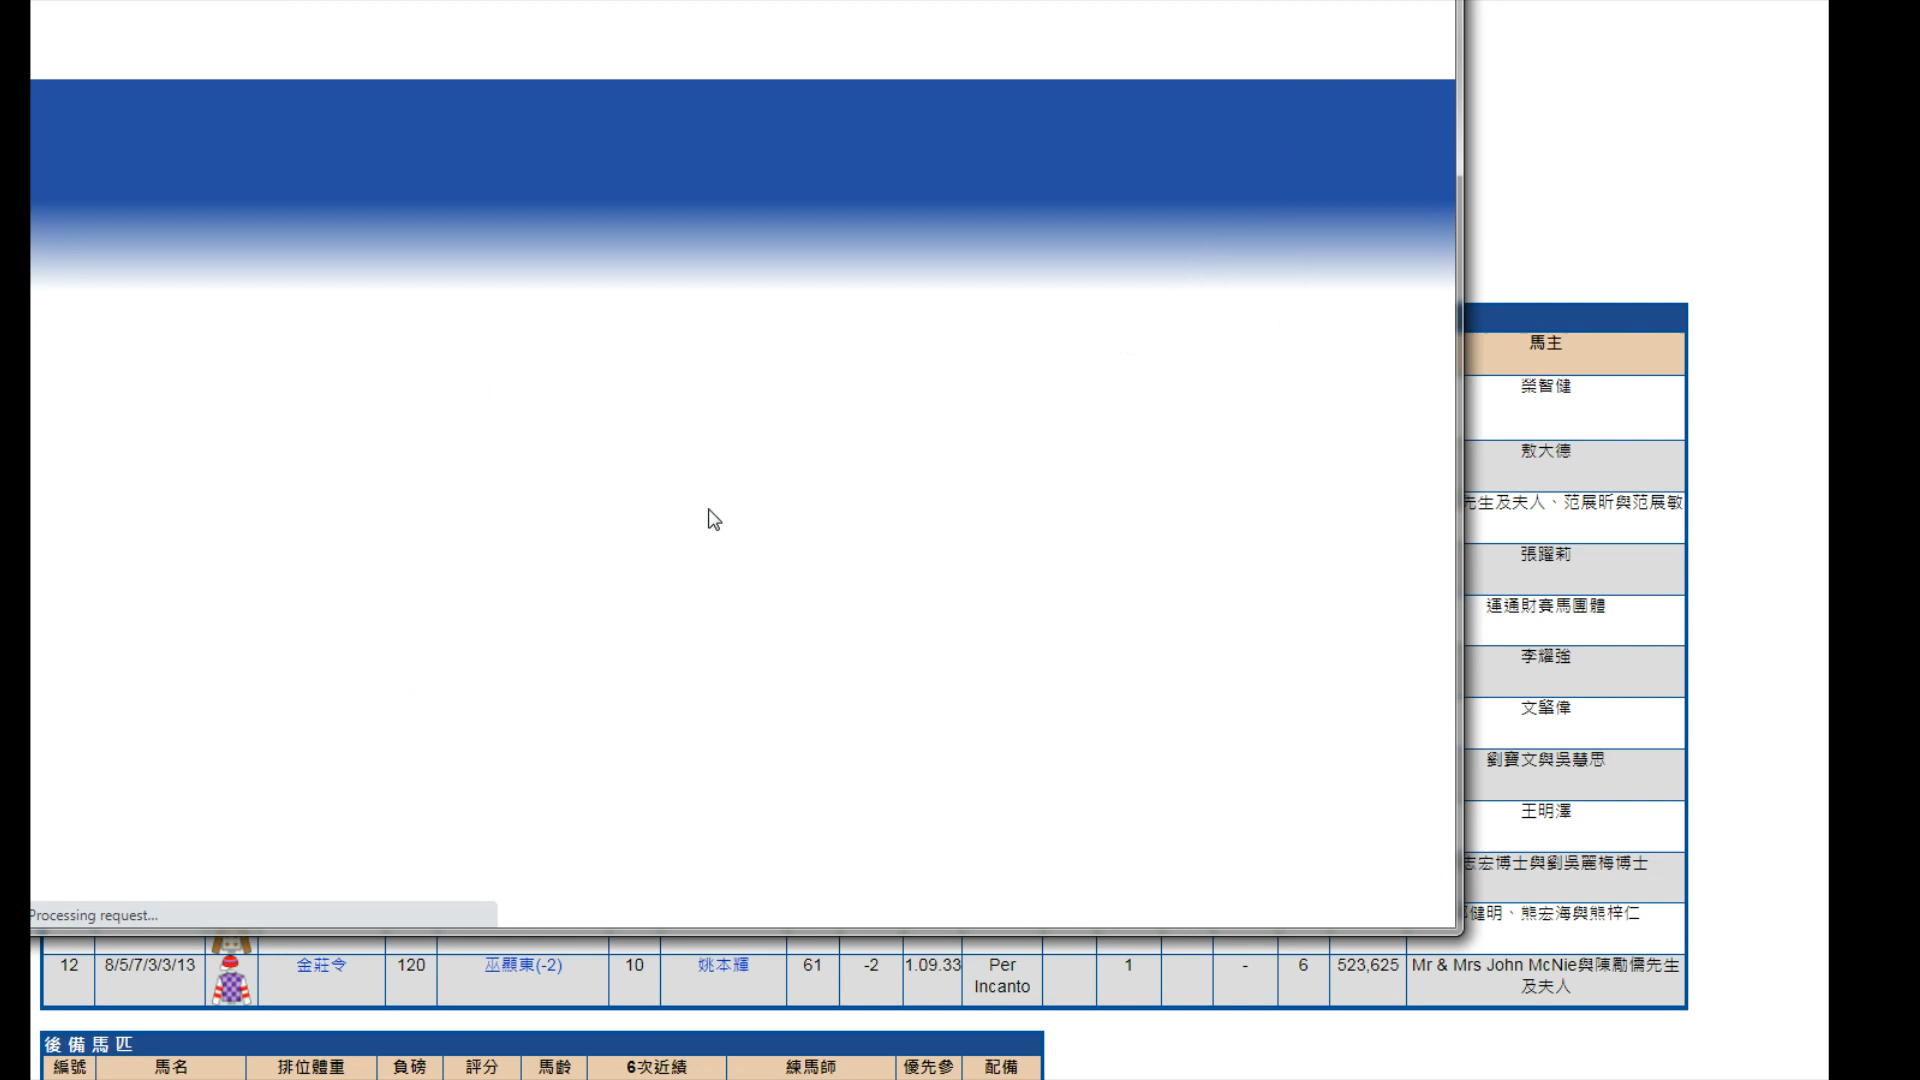 馬主
榮智健
敖大德
先生及夫人、范展昕與范展敏
張躍莉
運通財賽馬團體
李耀強
文肇偉
劉寶文與吳慧思
王明澤
志宏博士與劉吳麗梅博士
健明、熊宏海與熊梓仁
Processing request...
12 8/5/7/3/3/13 金莊令 120 巫顯東(-2) 10 姚本輝 61 -2 1.09.33 Per Incanto 1 - 6 523,625 Mr & Mrs John McNie與陳勵儒先生及夫人
後備馬匹
編號 馬名 排位體重 負磅 評分 馬齡 6次近績 練馬師 優先參 配備